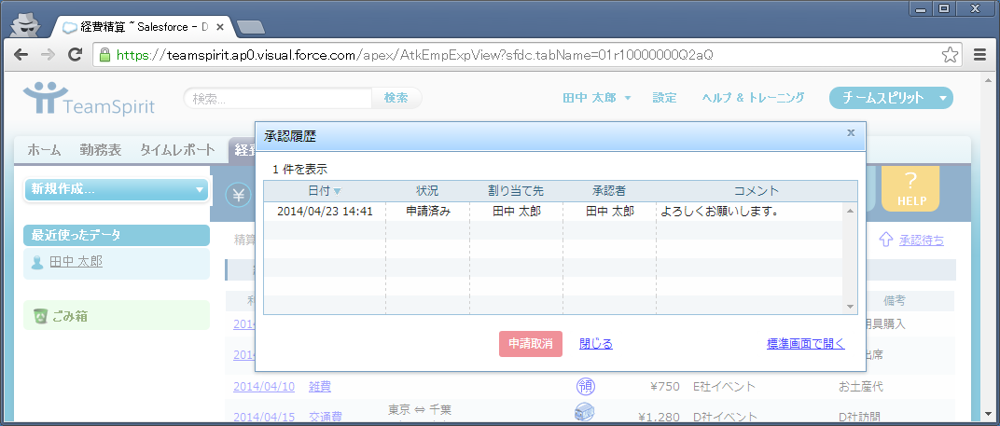 経費精算 ~ Salesforce - D
https://teamspirit.ap0.visual.force.com/apex/AtkEmpExpView?sfdc.tabName=01r10000000Q2aQ
TeamSpirit
検索...
検索
田中 太郎
設定
ヘルプ & トレーニング
チームスピリット
ホーム 勤務表 タイムレポート 経費
承認履歴
x
1 件を表示
日付 状況 割り当て先 承認者 コメント
2014/04/23 14:41 申請済み 田中 太郎 田中 太郎 よろしくお願いします。
申請取消 閉じる 標準画面で開く
新規作成...
最近使ったデータ
田中 太郎
ごみ箱
¥
?
HELP
精算
承認待ち
備考
2014 用具購入
2014 出席
2014/04/10 雑費 領 ¥750 E社イベント お土産代
2014/04/15 交通費 東京 ⇔ 千葉 ¥1,280 D社イベント D社訪問